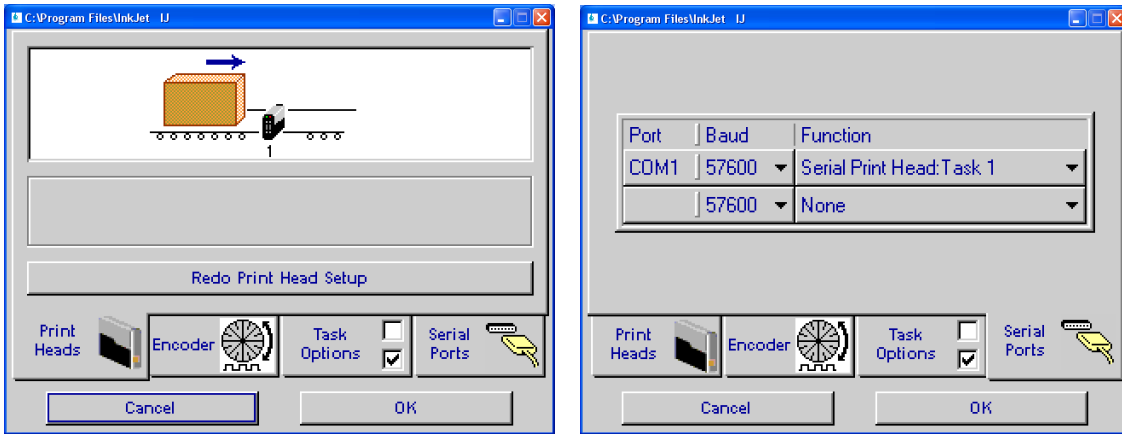 C:\Program Files\InkJet IJ
1
Redo Print Head Setup
Print
Heads
Encoder
Task
Options
Serial
Ports
Cancel
OK
C:\Program Files\InkJet IJ
Port Baud Function
COM1 57600 Serial Print Head:Task 1
57600 None
Print
Heads
Encoder
Task
Options
Serial
Ports
Cancel
OK